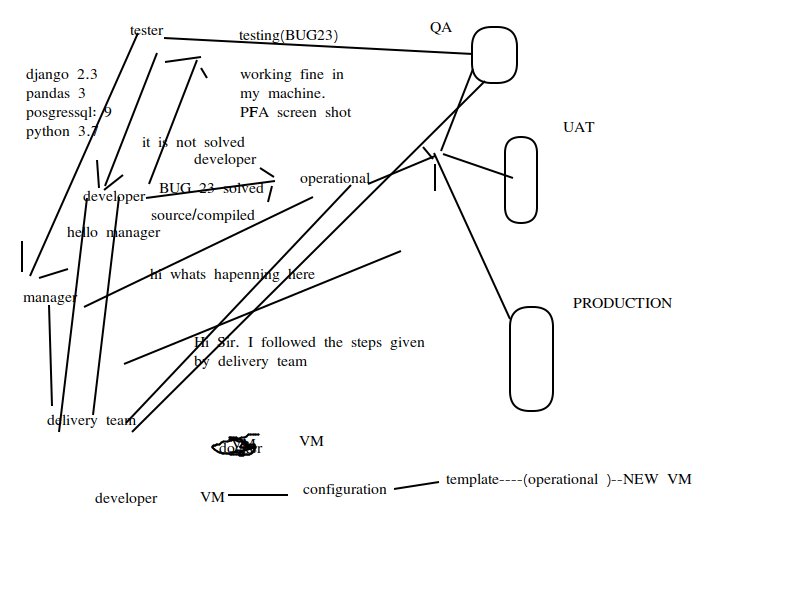 tester
testing(BUG23)
QA
django 2.3
pandas 3
posgressql: 9
python 3.7
working fine in
my machine.
PFA screen shot
UAT
it is not solved
developer
operational
developer
BUG 23 solved
source/compiled
hello manager
hi whats hapenning here
manager
PRODUCTION
Hi Sir. I followed the steps given
by delivery team
delivery team
VM
developer
VM
configuration
template----(operational )--NEW VM